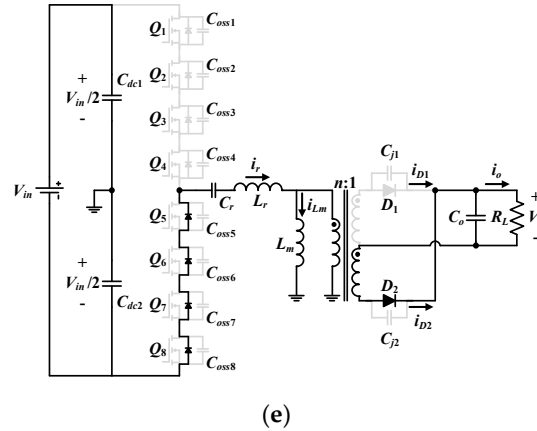 Q1
Coss1
Q2
Coss2
+
Vin/2
-
Cdc1
Q3
Coss3
Q4
Coss4
Vin
+
-
ir
Cr
Lr
n:1
iLm
Lm
Cj1
iD1
D1
io
Co
RL
+
V
-
Q5
Coss5
Q6
Coss6
+
Vin/2
-
Cdc2
Q7
Coss7
Q8
Coss8
D2
iD2
Cj2
(e)